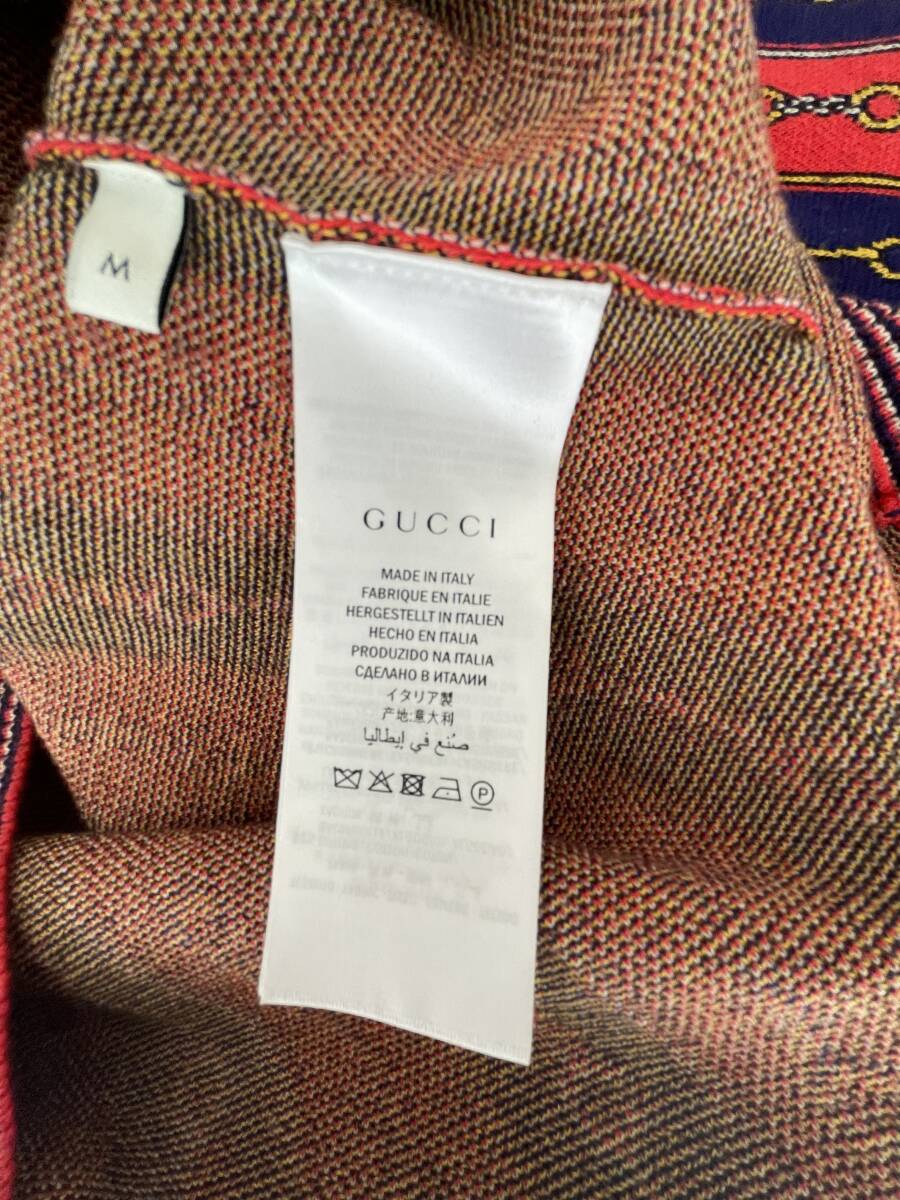 M
GUCCI
MADE IN ITALY
FABRIQUE EN ITALIE
HERGESTELLT IN ITALIEN
HECHO EN ITALIA
PRODUZIDO NA ITALIA
СДЕЛАНО В ИТАЛИИ
イタリア製
产地:意大利
صُنع في إيطاليا
P